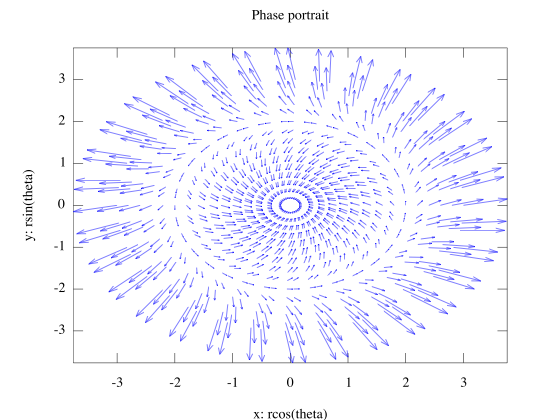 Phase portrait
y: rsin(theta)
3
2
1
0
-1
-2
-3
-3 -2 -1 0 1 2 3
x: rcos(theta)